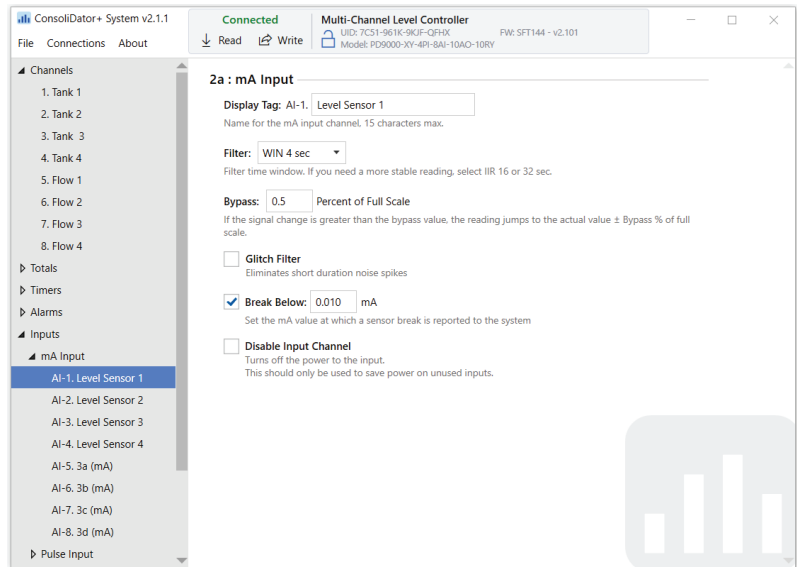 ConsoliDator+ System v2.1.1
File Connections About
Connected
Read Write
Multi-Channel Level Controller
UID: 7C51-961K-9KJF-QFHX FW: SFT144 - v2.101
Model: PD9000-XY-4PI-8AI-10AO-10RY
Channels
1. Tank 1
2. Tank 2
3. Tank 3
4. Tank 4
5. Flow 1
6. Flow 2
7. Flow 3
8. Flow 4
Totals
Timers
Alarms
Inputs
mA Input
AI-1. Level Sensor 1
AI-2. Level Sensor 2
AI-3. Level Sensor 3
AI-4. Level Sensor 4
AI-5. 3a (mA)
AI-6. 3b (mA)
AI-7. 3c (mA)
AI-8. 3d (mA)
Pulse Input
2a : mA Input
Display Tag: AI-1. Level Sensor 1
Name for the mA input channel, 15 characters max.
Filter: WIN 4 sec
Filter time window. If you need a more stable reading, select IIR 16 or 32 sec.
Bypass: 0.5 Percent of Full Scale
If the signal change is greater than the bypass value, the reading jumps to the actual value ± Bypass % of full
scale.
Glitch Filter
Eliminates short duration noise spikes
Break Below: 0.010 mA
Set the mA value at which a sensor break is reported to the system
Disable Input Channel
Turns off the power to the input.
This should only be used to save power on unused inputs.